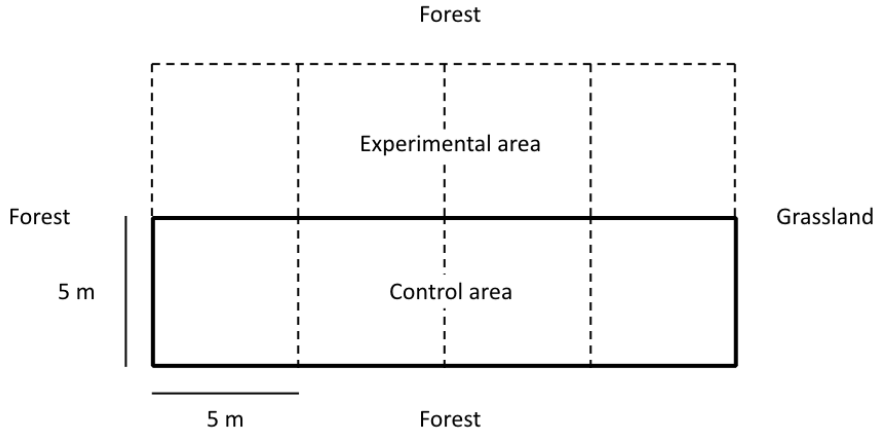 Forest
Experimental area
Forest
Grassland
5 m
Control area
5 m
Forest